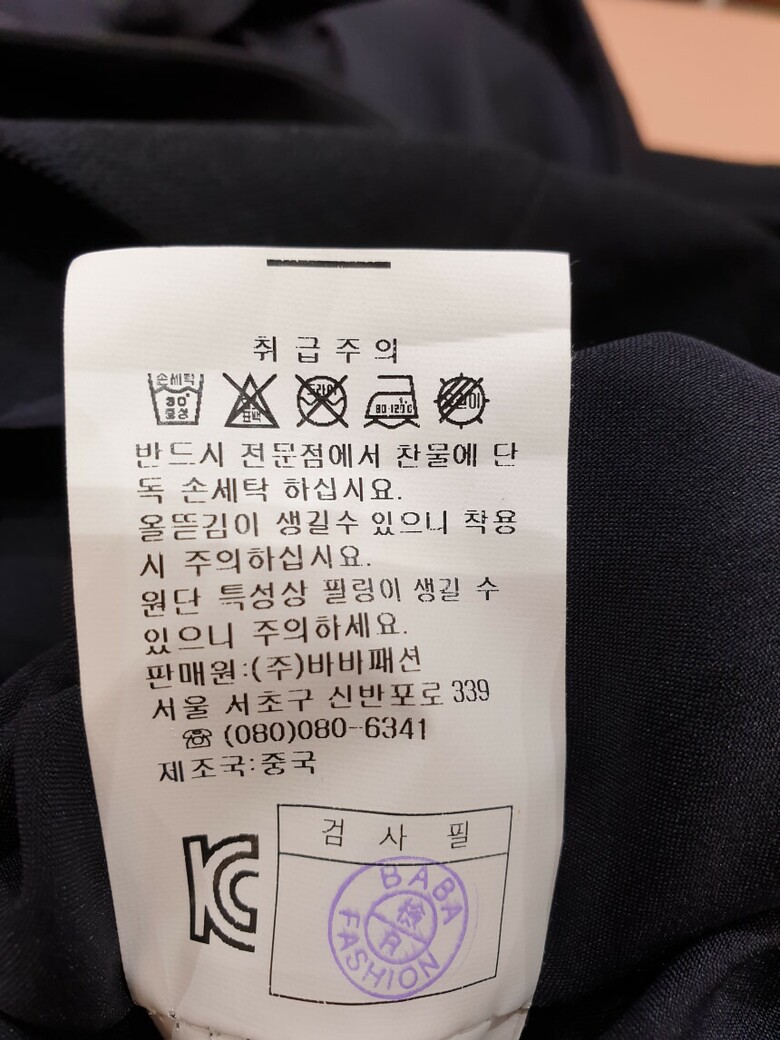 취급주의
손세탁 30° 중성 표백 드라이 80-120℃ 드라이
반드시 전문점에서 찬물에 단
독 손세탁 하십시요.
올뜯김이 생길수 있으니 착용
시 주의하십시요.
원단 특성상 필링이 생길 수
있으니 주의하세요.
판매원:(주)바바패션
서울 서초구 신반포로 339
☏ (080)080-6341
제조국:중국
검 사 필
KC
BABA
檢
FASHION